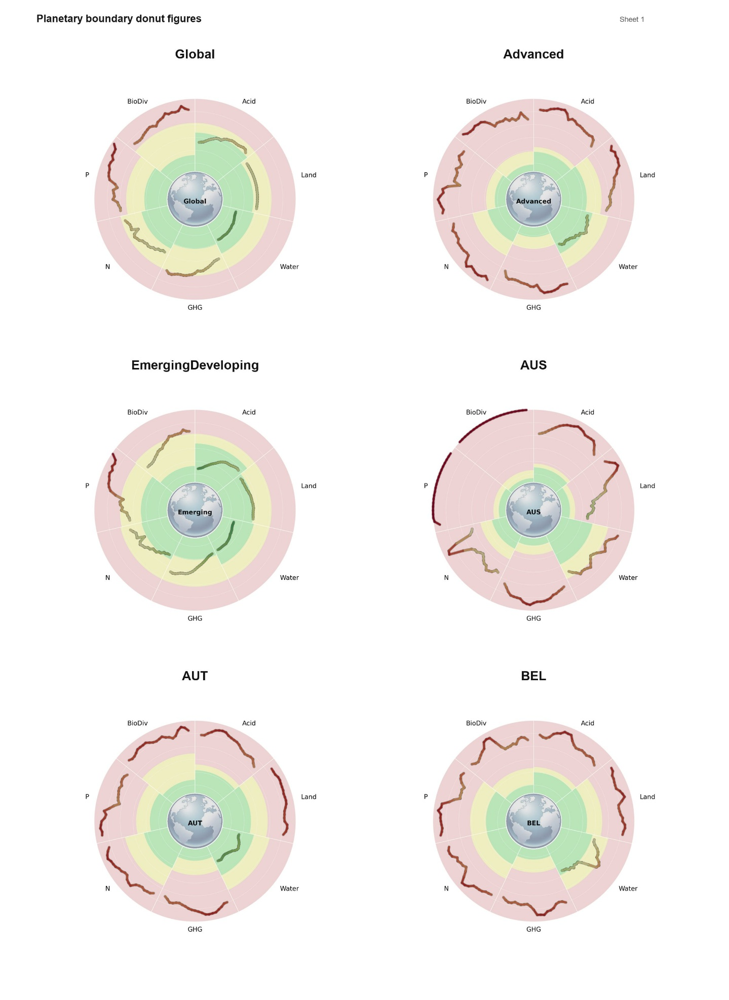 Planetary boundary donut figures
Sheet 1
Global
BioDiv
Acid
P
Land
Global
N
Water
GHG
Advanced
BioDiv
Acid
P
Land
Advanced
N
Water
GHG
EmergingDeveloping
BioDiv
Acid
P
Land
Emerging
N
Water
GHG
AUS
BioDiv
Acid
P
Land
AUS
N
Water
GHG
AUT
BioDiv
Acid
P
Land
AUT
N
Water
GHG
BEL
BioDiv
Acid
P
Land
BEL
N
Water
GHG